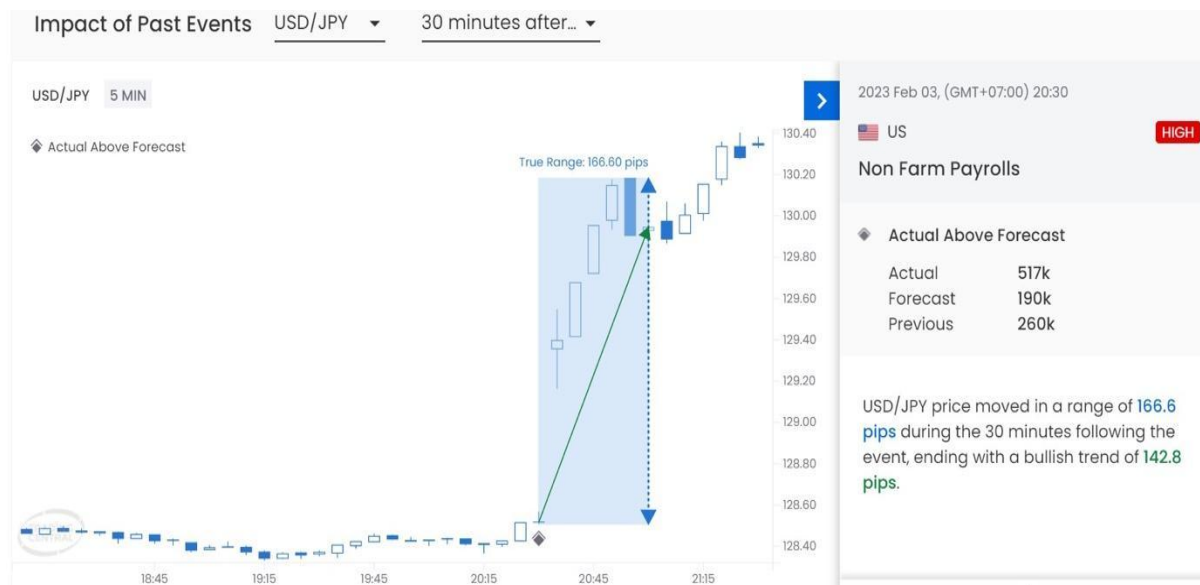 Impact of Past Events USD/JPY 30 minutes after...
USD/JPY 5 MIN
Actual Above Forecast
True Range: 166.60 pips
130.40
130.20
130.00
129.80
129.60
129.40
129.20
129.00
128.80
128.60
128.40
18:45 19:15 19:45 20:15 20:45 21:15
2023 Feb 03, (GMT+07:00) 20:30
US HIGH
Non Farm Payrolls
Actual Above Forecast
Actual 517k
Forecast 190k
Previous 260k
USD/JPY price moved in a range of 166.6
pips during the 30 minutes following the
event, ending with a bullish trend of 142.8
pips.